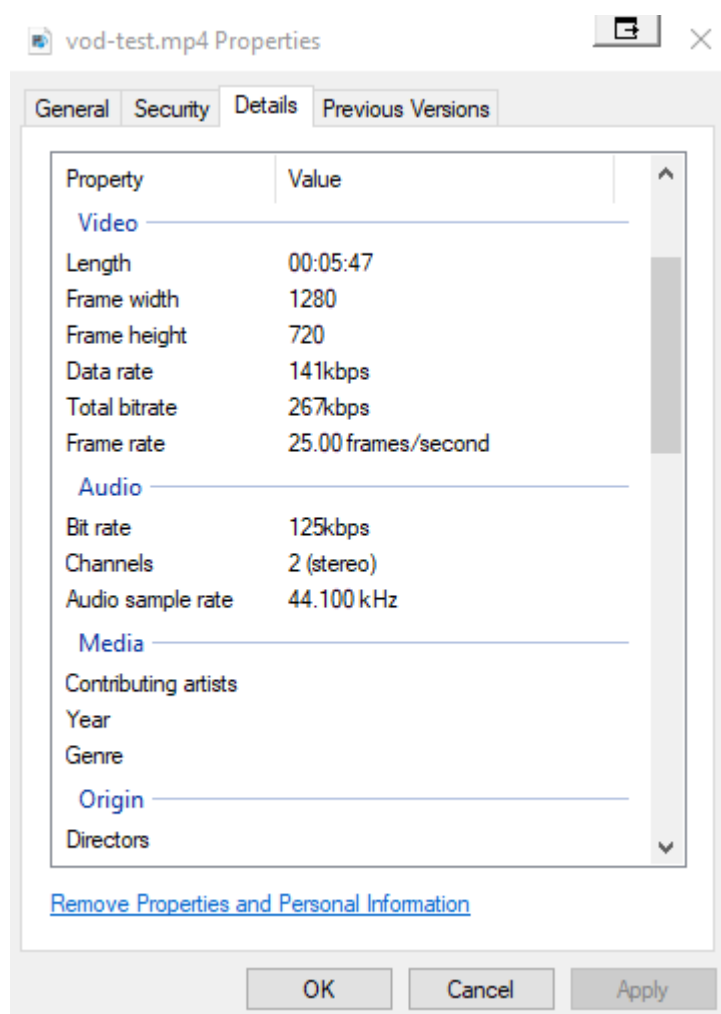 vod-test.mp4 Properties
General Security Details Previous Versions
Property Value
Video
Length 00:05:47
Frame width 1280
Frame height 720
Data rate 141kbps
Total bitrate 267kbps
Frame rate 25.00 frames/second
Audio
Bit rate 125kbps
Channels 2 (stereo)
Audio sample rate 44.100 kHz
Media
Contributing artists
Year
Genre
Origin
Directors
Remove Properties and Personal Information
OK Cancel Apply